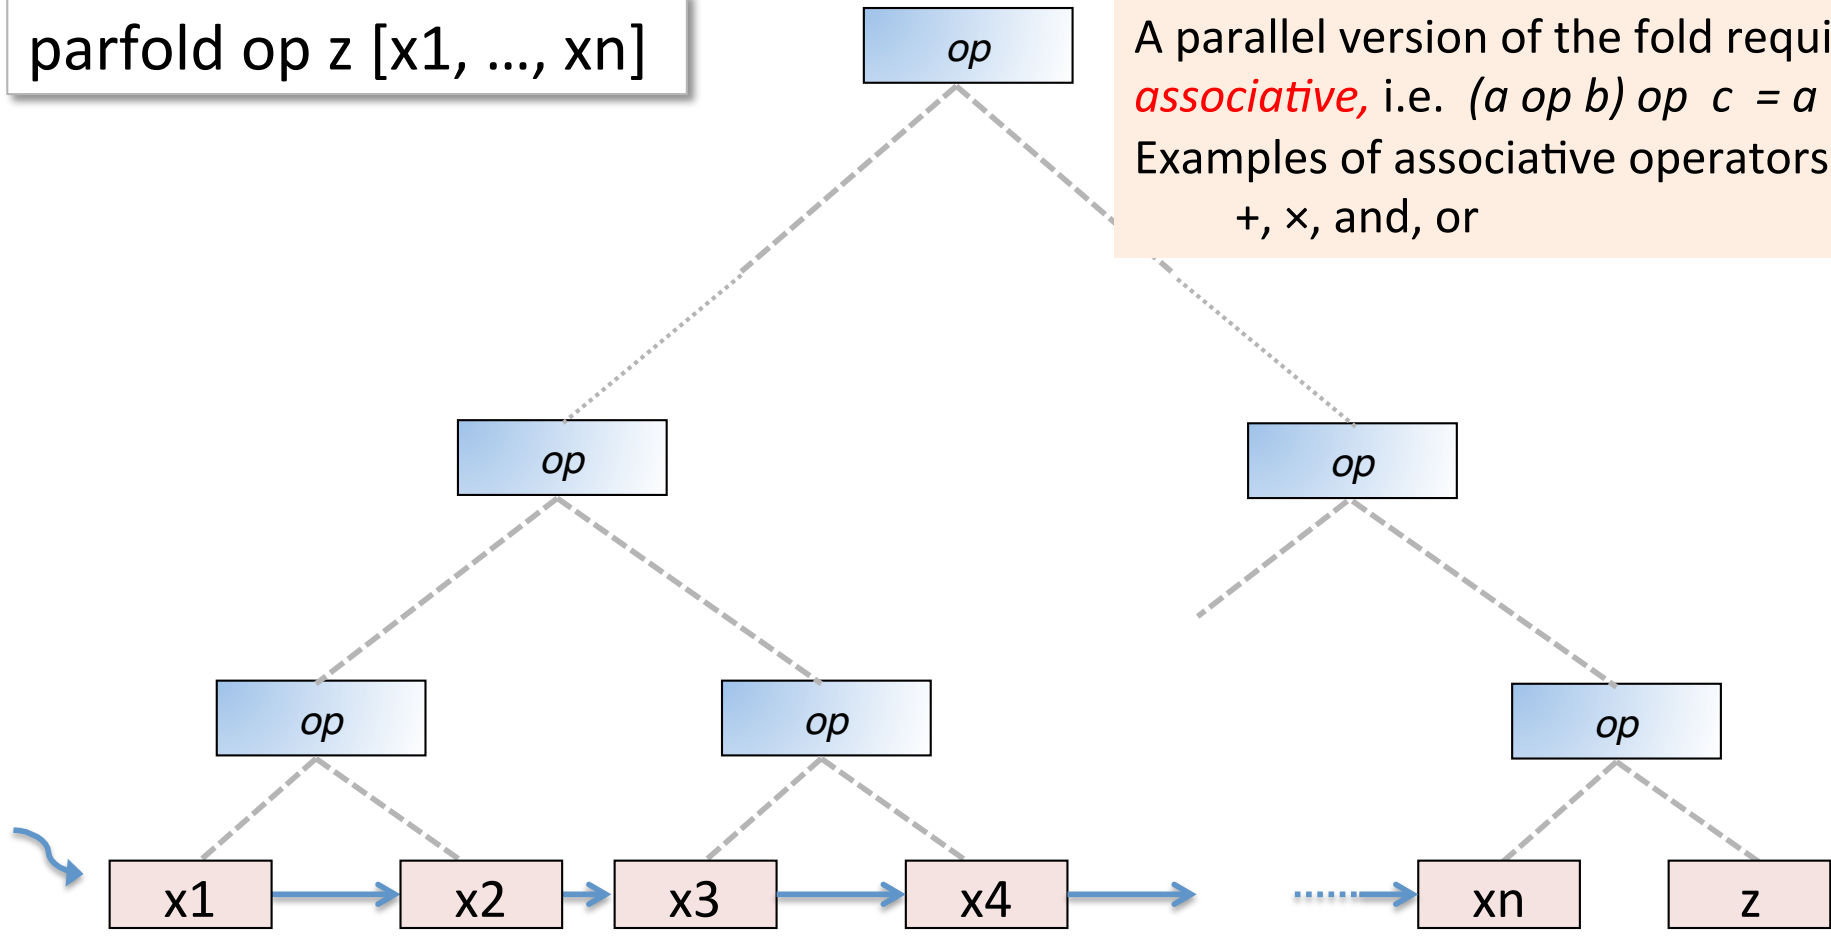 parfold op z [x1, …, xn]
A parallel version of the fold requi
associative, i.e. (a op b) op c = a
Examples of associative operators
+, ×, and, or
op
op
op
op
op
op
x1
x2
x3
x4
xn
z